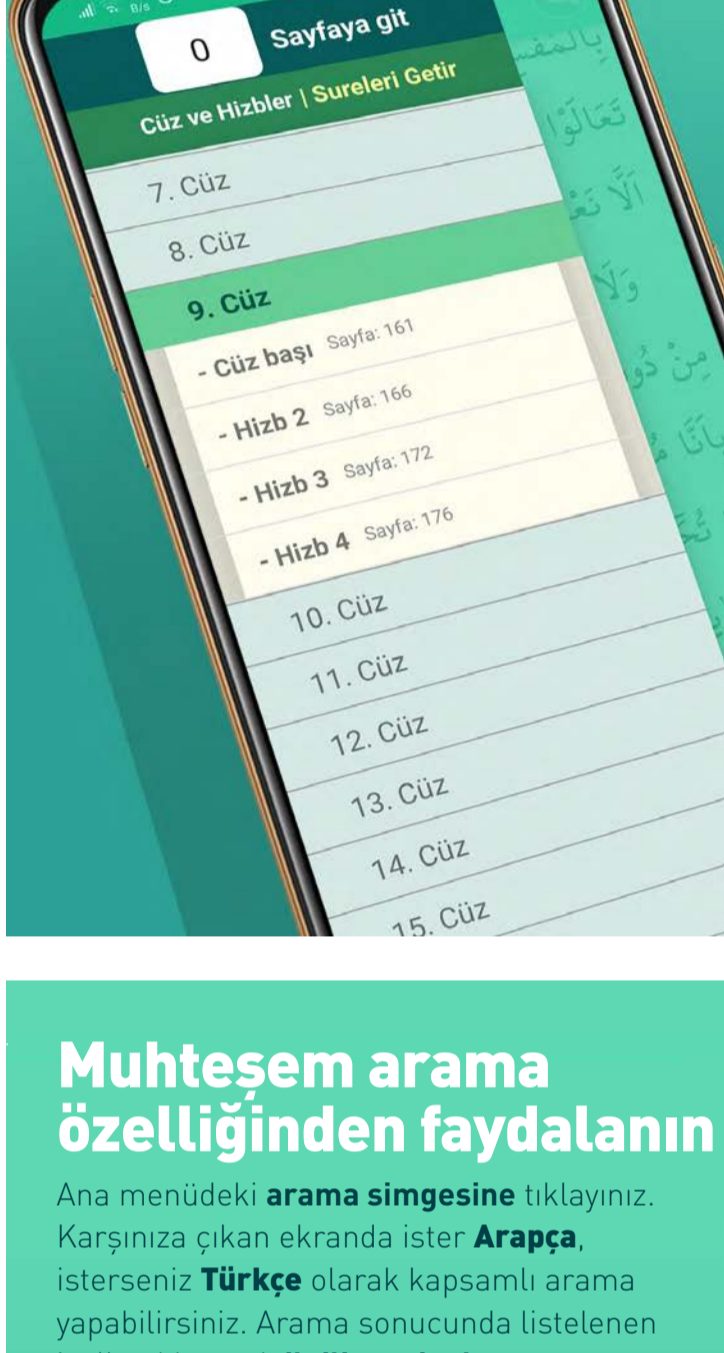 B/s
0 Sayfaya git
Cüz ve Hizbler | Sureleri Getir
7. Cüz
8. Cüz
9. Cüz
- Cüz başı Sayfa: 161
- Hizb 2 Sayfa: 166
- Hizb 3 Sayfa: 172
- Hizb 4 Sayfa: 176
10. Cüz
11. Cüz
12. Cüz
13. Cüz
14. Cüz
15. Cüz
تَعَالَوْا
وَلَا
Muhteşem arama
özelliğinden faydalanın
Ana menüdeki arama simgesine tıklayınız.
Karşınıza çıkan ekranda ister Arapça,
isterseniz Türkçe olarak kapsamlı arama
yapabilirsiniz. Arama sonucunda listelenen